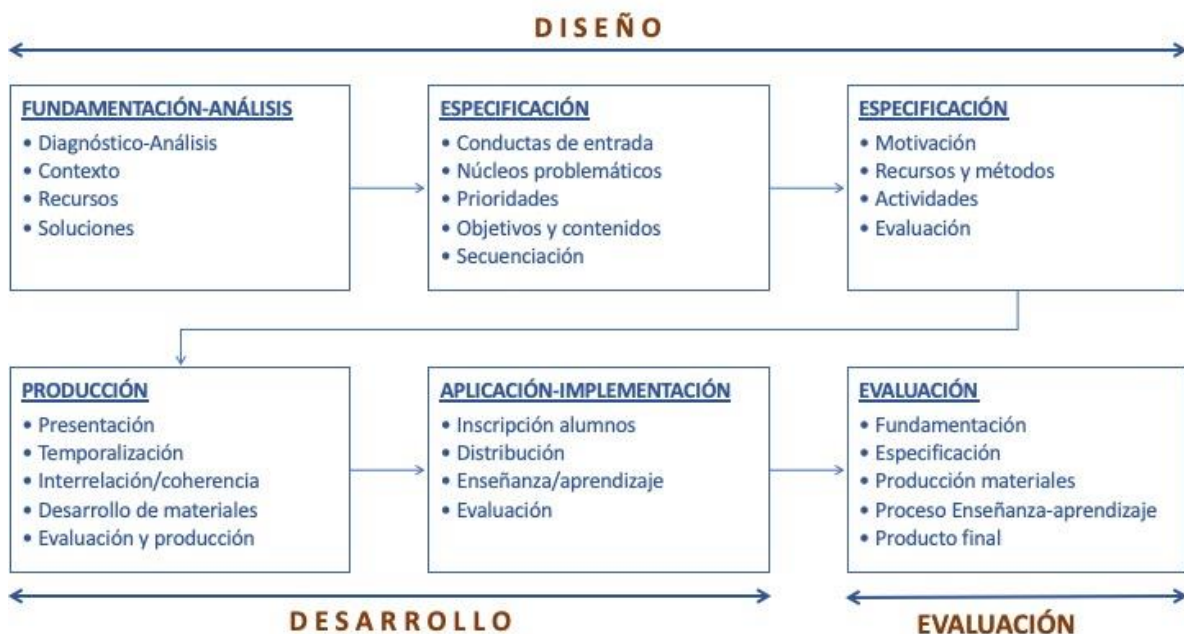 DISEÑO
FUNDAMENTACIÓN-ANÁLISIS
• Diagnóstico-Análisis
• Contexto
• Recursos
• Soluciones
ESPECIFICACIÓN
• Conductas de entrada
• Núcleos problemáticos
• Prioridades
• Objetivos y contenidos
• Secuenciación
ESPECIFICACIÓN
• Motivación
• Recursos y métodos
• Actividades
• Evaluación
PRODUCCIÓN
• Presentación
• Temporalización
• Interrelación/coherencia
• Desarrollo de materiales
• Evaluación y producción
APLICACIÓN-IMPLEMENTACIÓN
• Inscripción alumnos
• Distribución
• Enseñanza/aprendizaje
• Evaluación
EVALUACIÓN
• Fundamentación
• Especificación
• Producción materiales
• Proceso Enseñanza-aprendizaje
• Producto final
DESARROLLO
EVALUACIÓN